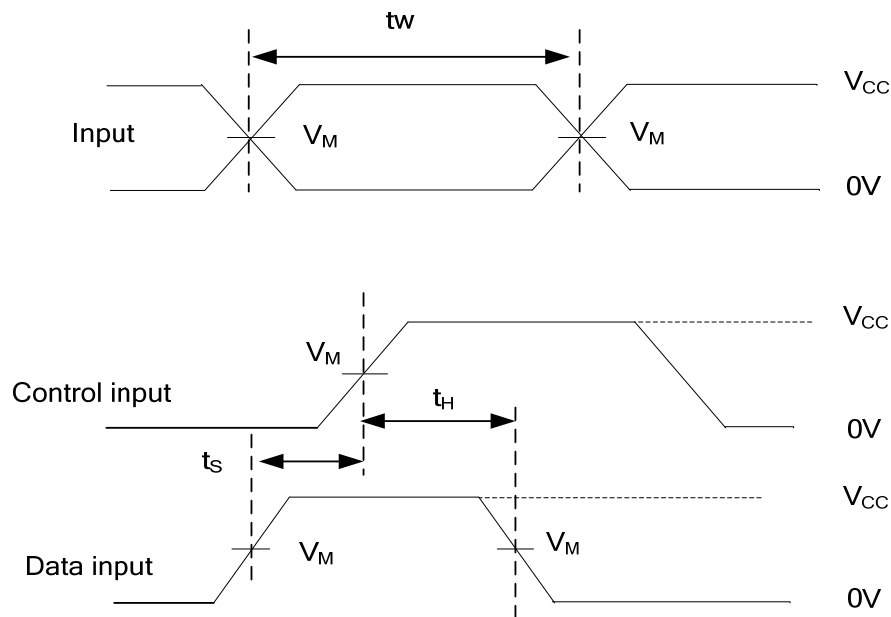 tw
VCC
Input
VM
VM
0V
VCC
VM
Control input
tH
0V
tS
VCC
VM
VM
Data input
0V